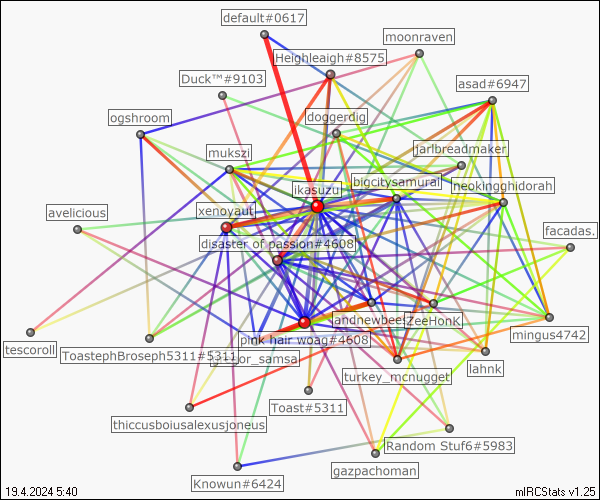 default#0617
moonraven
Heighleaigh#8575
Duck™#9103
asad#6947
ogshroom
doggerdig
jarlbreadmaker
mukszi
bigcitysamurai
neokingghidorah
ikasuzu
avelicious
xenoyaut
facadas.
disaster of passion#4608
andnewbees
ZeeHonK
mingus4742
pink hair woag#4608
tescoroll
ToastephBroseph5311#5311
samsa
lahnk
turkey_mcnugget
Toast#5311
thiccusboiusalexusjoneus
Random Stuf6#5983
gazpachoman
Knowun#6424
19.4.2024 5:40
mIRCStats v1.25